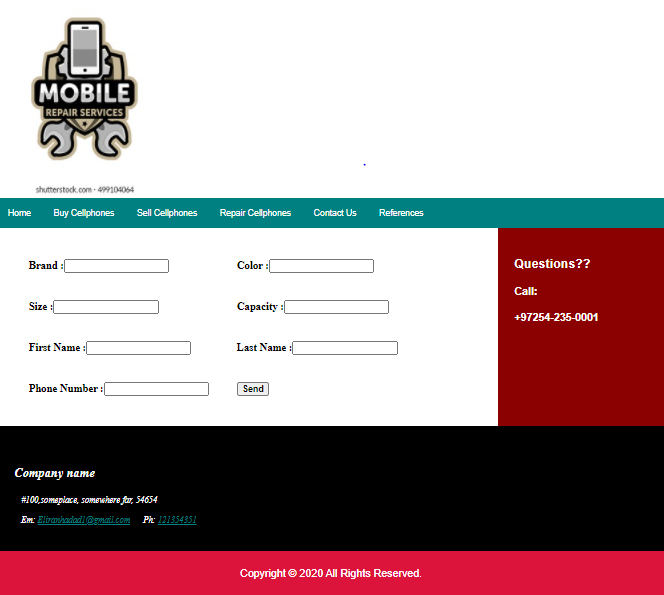 MOBILE
REPAIR SERVICES
shutterstock.com · 499104064
Home Buy Cellphones Sell Cellphones Repair Cellphones Contact Us References
Brand : Color :
Size : Capacity :
First Name : Last Name :
Phone Number : Send
Questions??
Call:
+97254-235-0001
Company name
#100,someplace, somewhere far, 54654
Em: Eliranhadad1@gmail.com Ph: 121354351
Copyright © 2020 All Rights Reserved.